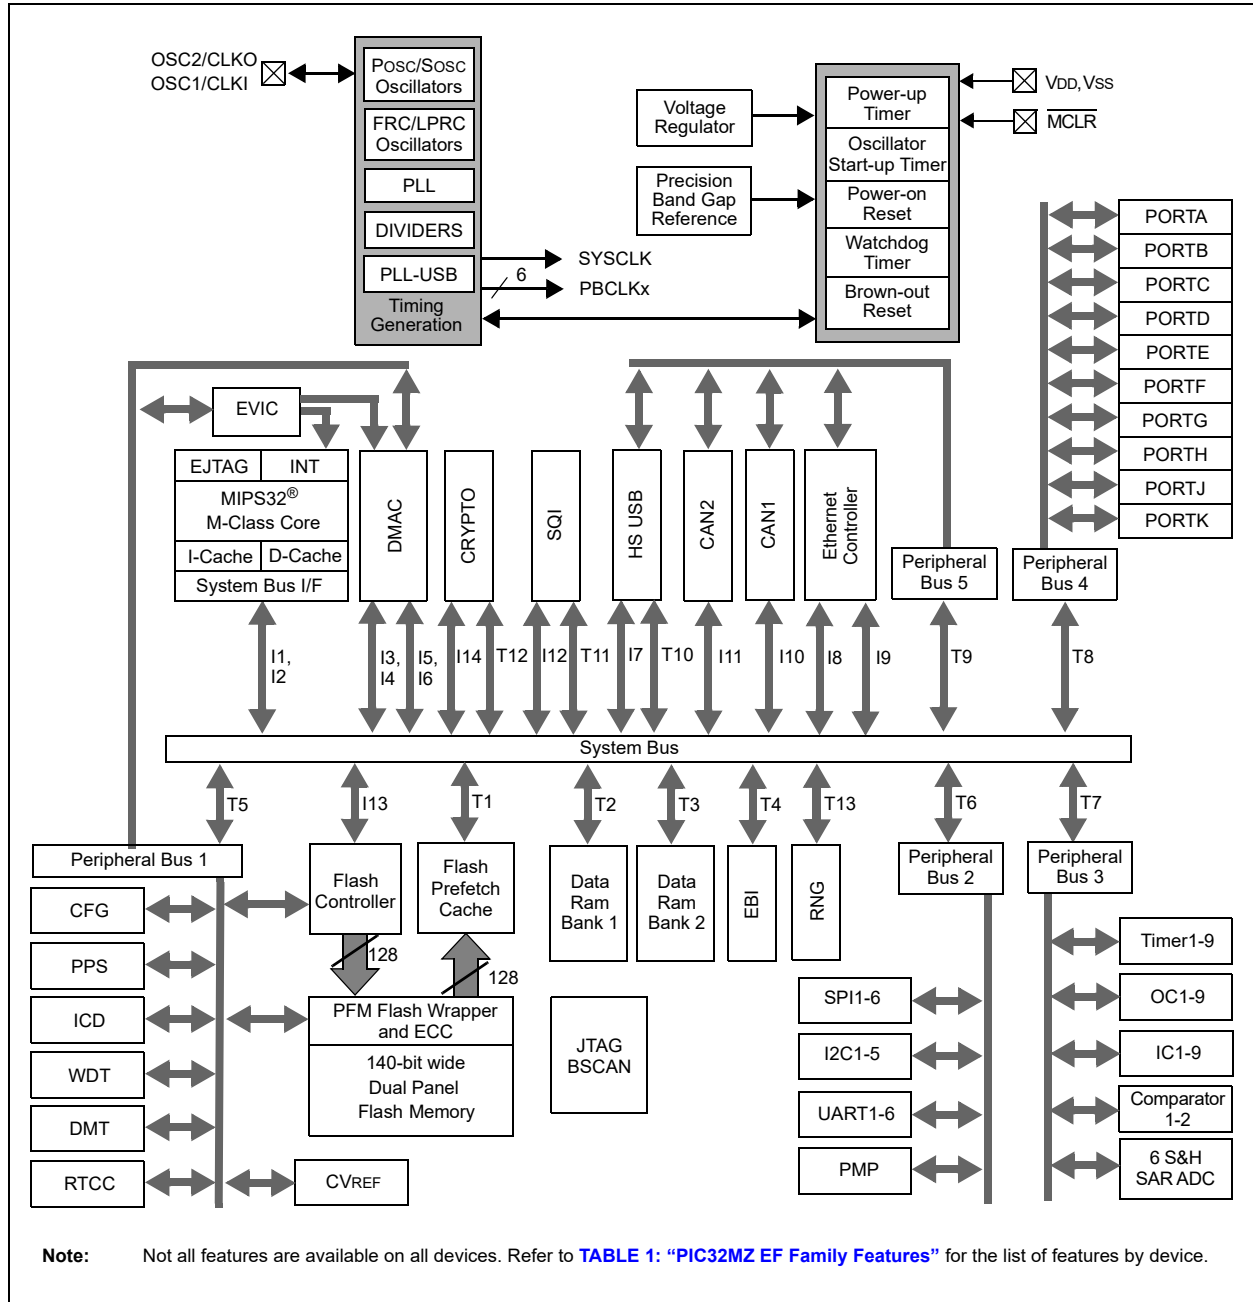 OSC2/CLKO
OSC1/CLKI
POSC/SOSC
Oscillators
FRC/LPRC
Oscillators
PLL
DIVIDERS
PLL-USB
Timing
Generation
6
SYSCLK
PBCLKx
Voltage
Regulator
Precision
Band Gap
Reference
Power-up
Timer
Oscillator
Start-up Timer
Power-on
Reset
Watchdog
Timer
Brown-out
Reset
VDD, VSS
MCLR
PORTA
PORTB
PORTC
PORTD
PORTE
PORTF
PORTG
PORTH
PORTJ
PORTK
EVIC
EJTAG
INT
MIPS32®
M-Class Core
I-Cache
D-Cache
System Bus I/F
DMAC
CRYPTO
SQI
HS USB
CAN2
CAN1
Ethernet
Controller
Peripheral
Bus 5
Peripheral
Bus 4
I1,
I2
I3,
I4
I5,
I6
I14
T12
I12
T11
I7
T10
I11
I10
I8
I9
T9
T8
System Bus
T5
I13
T1
T2
T3
T4
T13
T6
T7
Peripheral Bus 1
Flash
Controller
Flash
Prefetch
Cache
Data
Ram
Bank 1
Data
Ram
Bank 2
EBI
RNG
Peripheral
Bus 2
Peripheral
Bus 3
CFG
PPS
ICD
WDT
DMT
RTCC
128
128
PFM Flash Wrapper
and ECC
140-bit wide
Dual Panel
Flash Memory
CVREF
JTAG
BSCAN
SPI1-6
I2C1-5
UART1-6
PMP
Timer1-9
OC1-9
IC1-9
Comparator
1-2
6 S&H
SAR ADC
Note: Not all features are available on all devices. Refer to TABLE 1: “PIC32MZ EF Family Features” for the list of features by device.